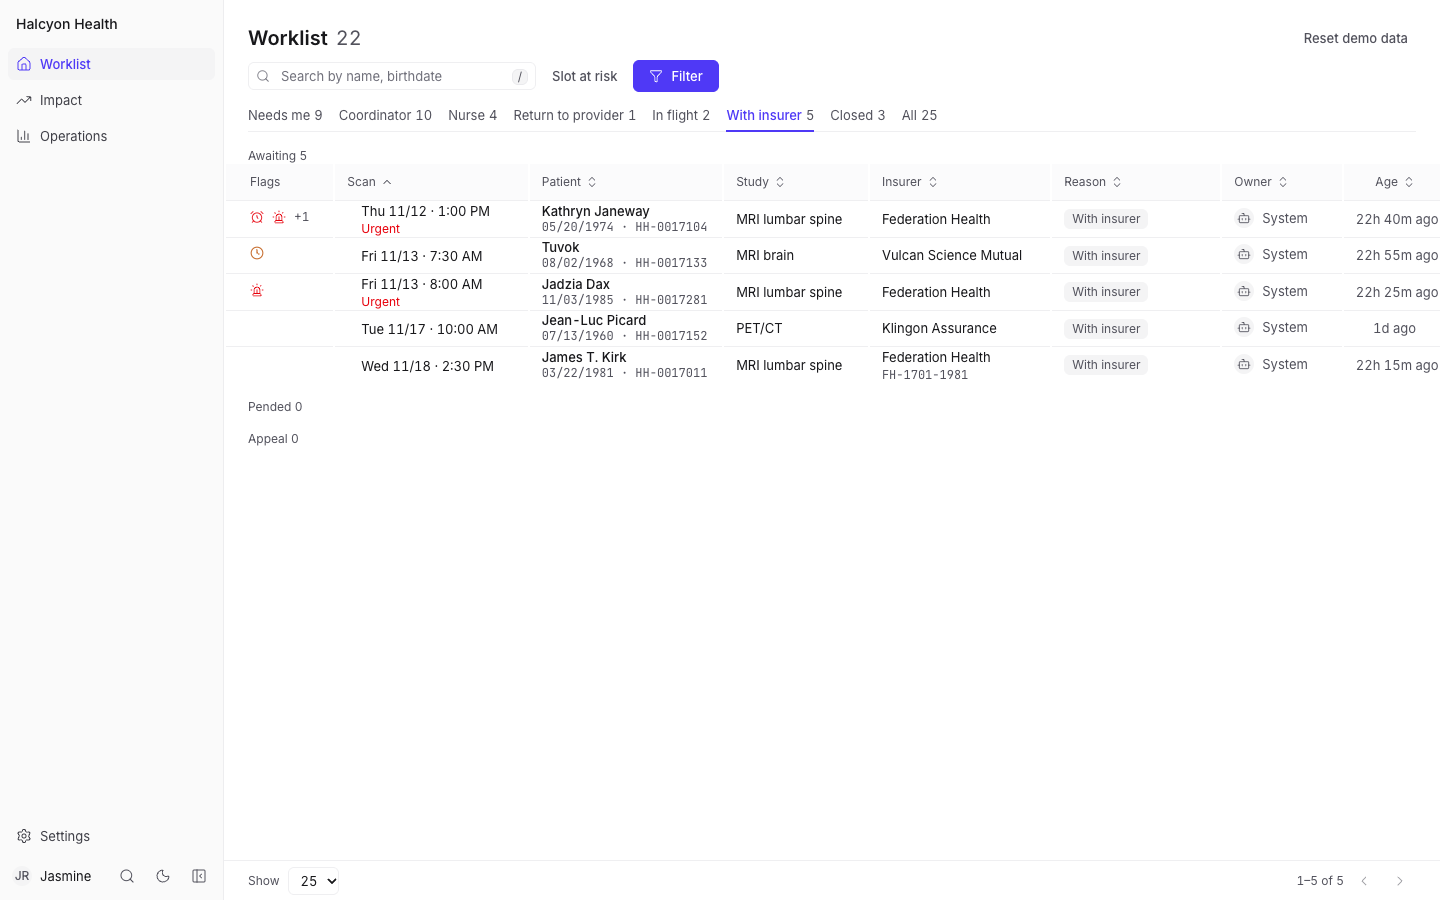 Halcyon Health
Worklist
Impact
Operations
Settings
JR Jasmine
Worklist 22
Reset demo data
Search by name, birthdate /
Slot at risk
Filter
Needs me 9 Coordinator 10 Nurse 4 Return to provider 1 In flight 2 With insurer 5 Closed 3 All 25
Awaiting 5
Flags Scan Patient Study Insurer Reason Owner Age
+1 Thu 11/12 · 1:00 PM Kathryn Janeway MRI lumbar spine Federation Health With insurer System 22h 40m ago
Urgent 05/20/1974 · HH-0017104
Fri 11/13 · 7:30 AM Tuvok MRI brain Vulcan Science Mutual With insurer System 22h 55m ago
08/02/1968 · HH-0017133
Fri 11/13 · 8:00 AM Jadzia Dax MRI lumbar spine Federation Health With insurer System 22h 25m ago
Urgent 11/03/1985 · HH-0017281
Tue 11/17 · 10:00 AM Jean-Luc Picard PET/CT Klingon Assurance With insurer System 1d ago
07/13/1960 · HH-0017152
Wed 11/18 · 2:30 PM James T. Kirk MRI lumbar spine Federation Health With insurer System 22h 15m ago
03/22/1981 · HH-0017011 FH-1701-1981
Pended 0
Appeal 0
Show 25
1–5 of 5